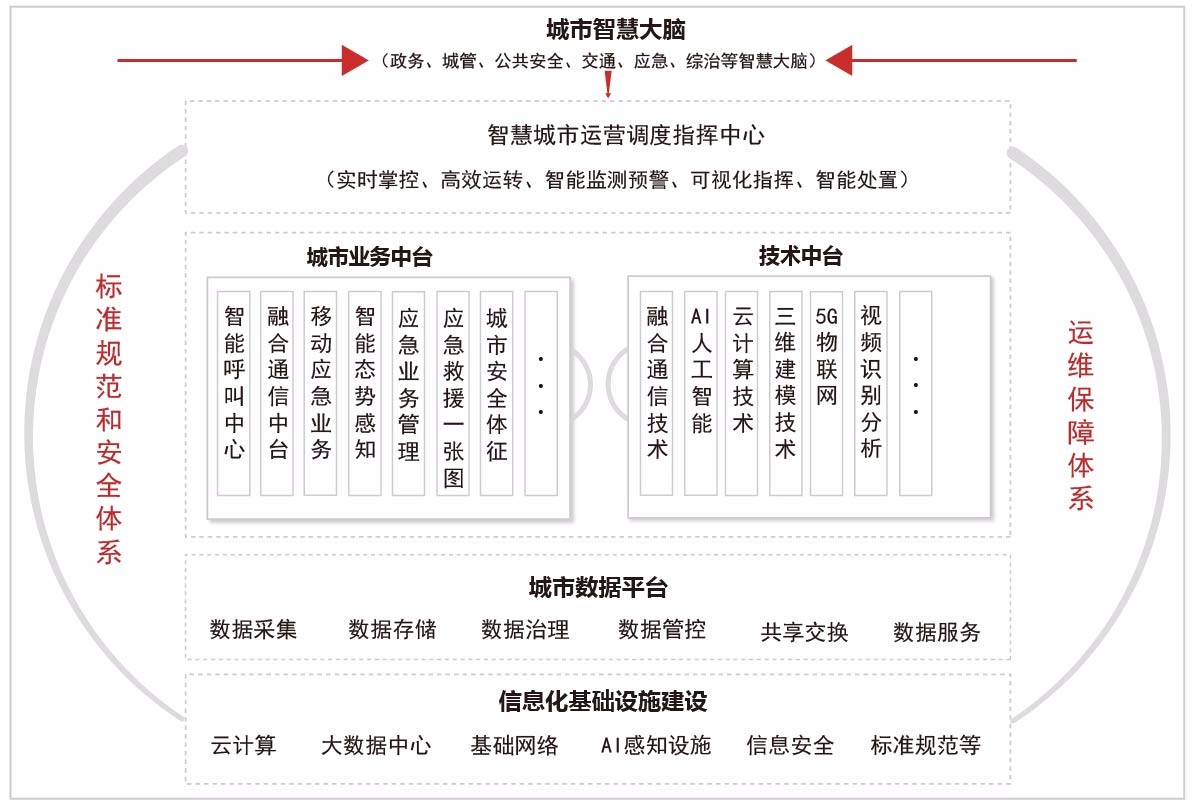 城市智慧大脑
（政务、城管、公共安全、交通、应急、综治等智慧大脑）
智慧城市运营调度指挥中心
（实时掌控、高效运转、智能监测预警、可视化指挥、智能处置）
标准规范和安全体系
城市业务中台
智能呼叫中心
融合通信中台
移动应急业务
智能态势感知
应急业务管理
应急救援一张图
城市安全体征
...
技术中台
融合通信技术
AI人工智能
云计算技术
三维建模技术
5G物联网
视频识别分析
...
运维保障体系
城市数据平台
数据采集 数据存储 数据治理 数据管控 共享交换 数据服务
信息化基础设施建设
云计算 大数据中心 基础网络 AI感知设施 信息安全 标准规范等